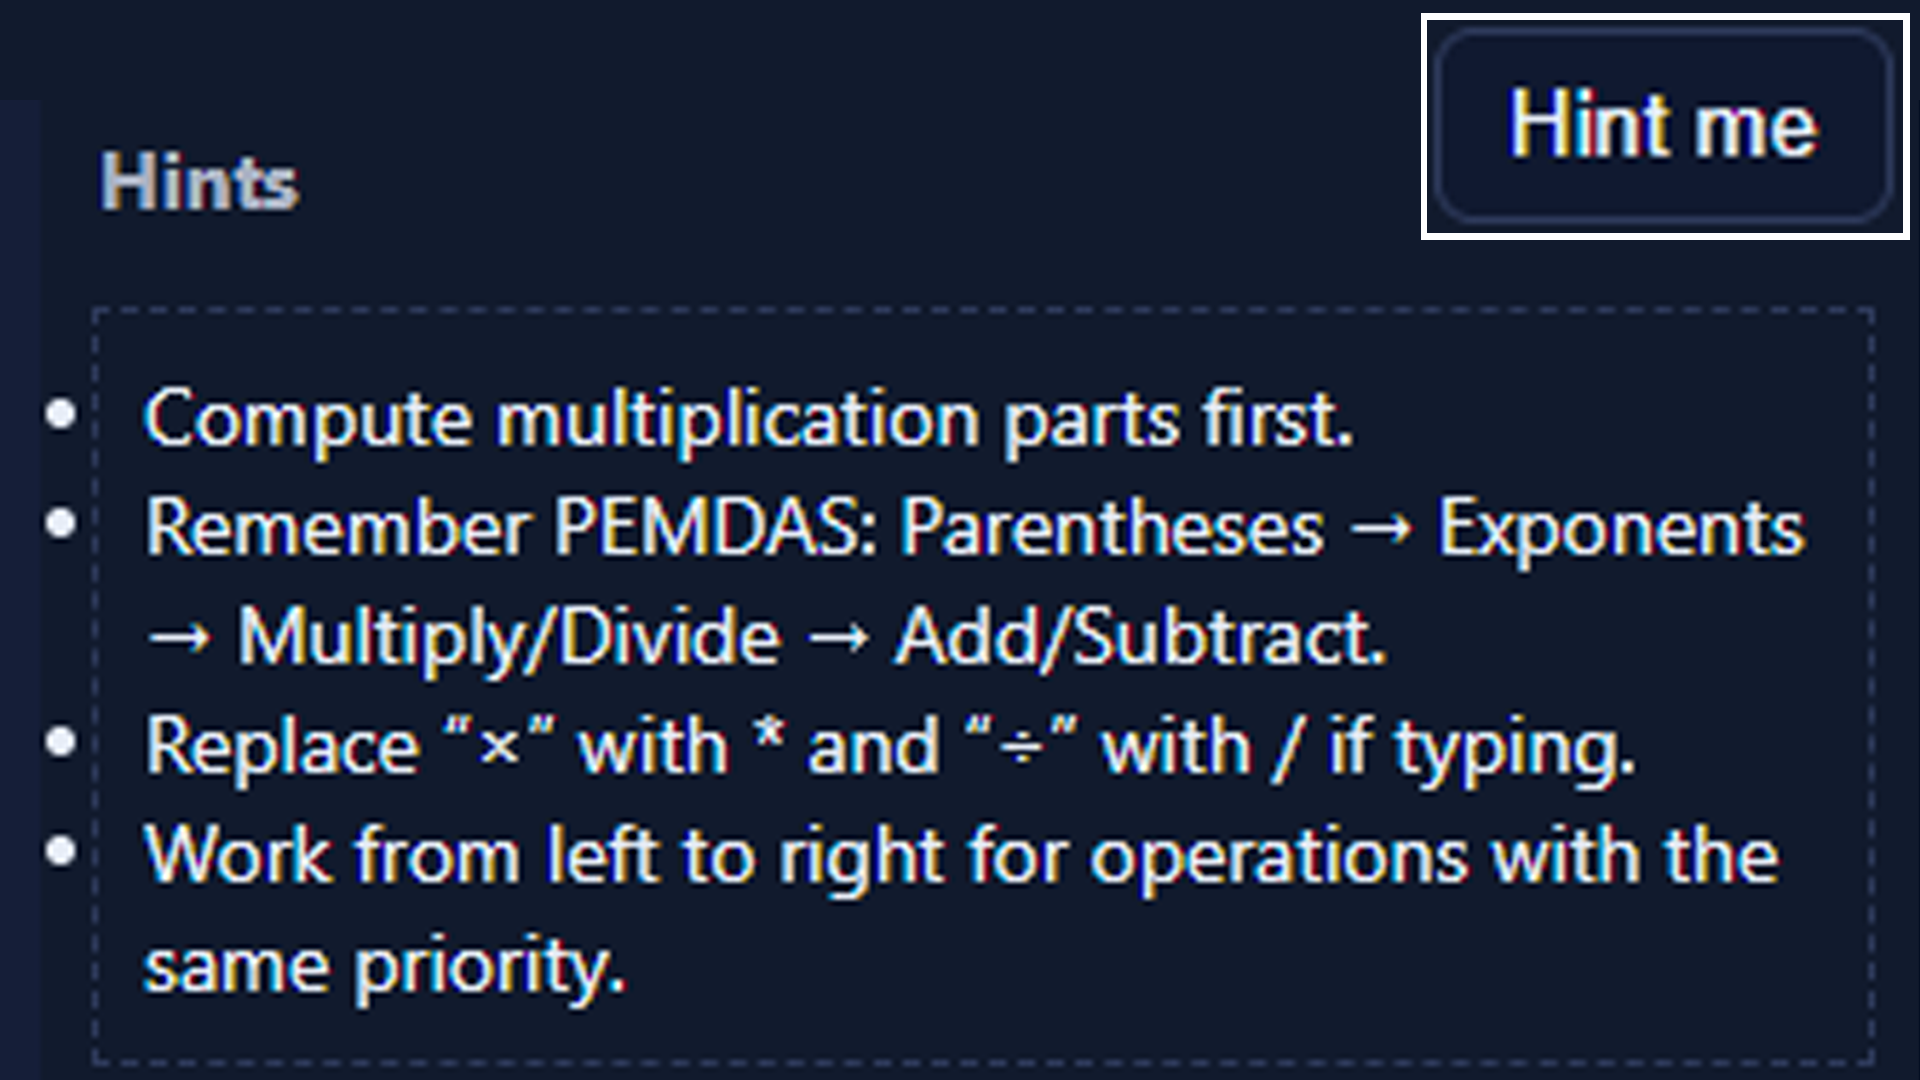 Hint me
Hints
• Compute multiplication parts first.
• Remember PEMDAS: Parentheses → Exponents
→ Multiply/Divide → Add/Subtract.
• Replace “×” with * and “÷” with / if typing.
• Work from left to right for operations with the
same priority.